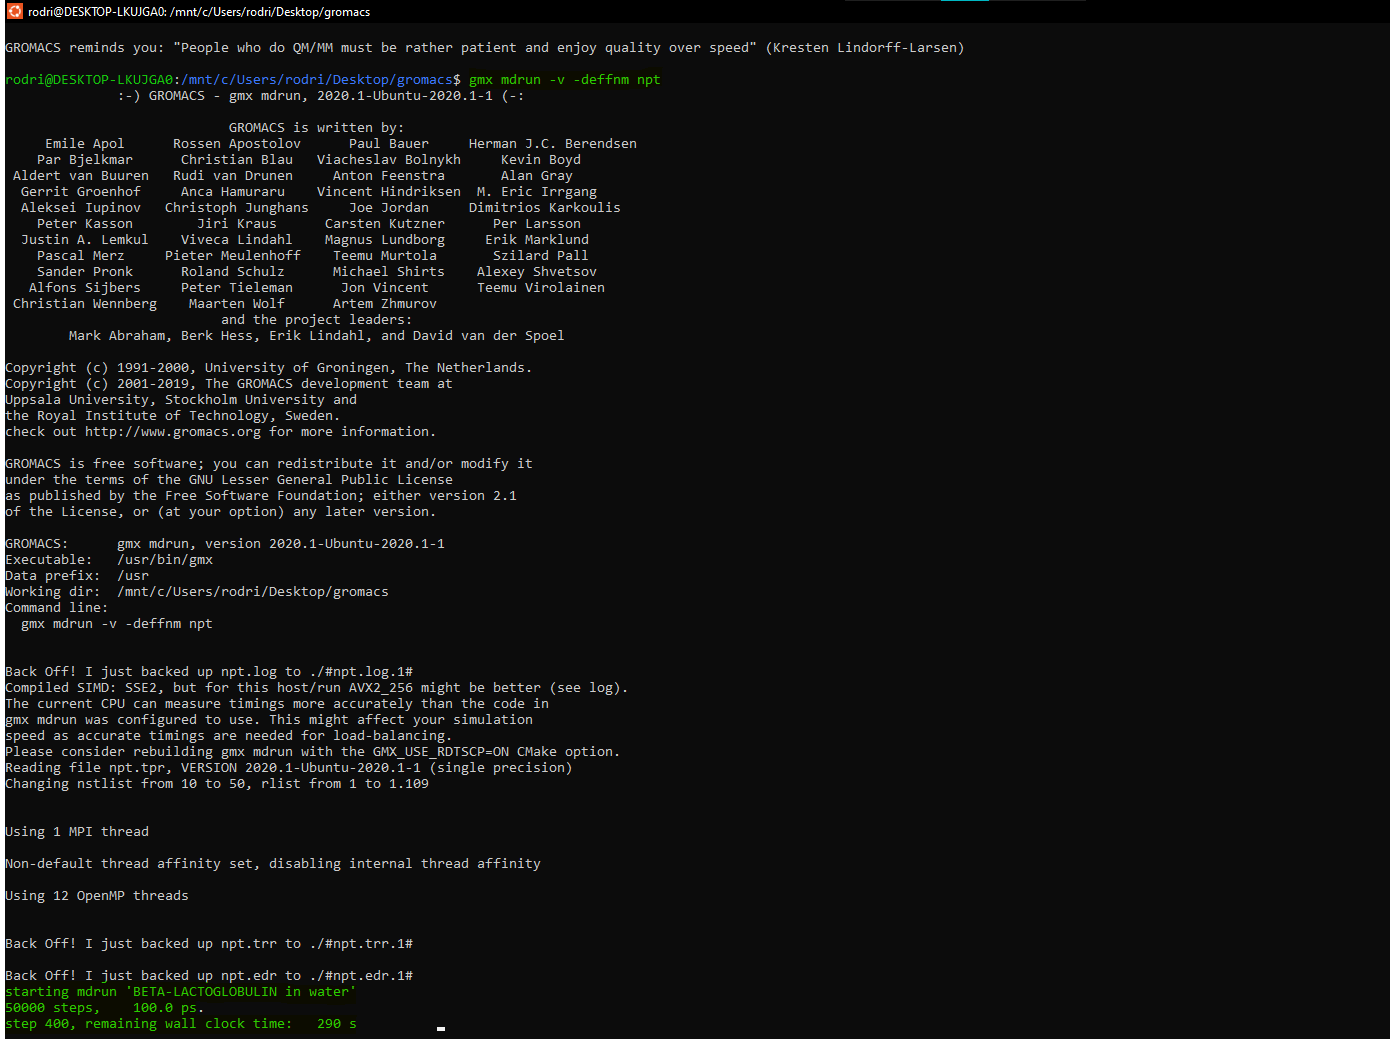 rodri@DESKTOP-LKUJGA0: /mnt/c/Users/rodri/Desktop/gromacs
GROMACS reminds you: "People who do QM/MM must be rather patient and enjoy quality over speed" (Kresten Lindorff-Larsen)
rodri@DESKTOP-LKUJGA0:/mnt/c/Users/rodri/Desktop/gromacs$ gmx mdrun -v -deffnm npt
:-) GROMACS - gmx mdrun, 2020.1-Ubuntu-2020.1-1 (-:
GROMACS is written by:
Emile Apol Rossen Apostolov Paul Bauer Herman J.C. Berendsen
Par Bjelkmar Christian Blau Viacheslav Bolnykh Kevin Boyd
Aldert van Buuren Rudi van Drunen Anton Feenstra Alan Gray
Gerrit Groenhof Anca Hamuraru Vincent Hindriksen M. Eric Irrgang
Aleksei Iupinov Christoph Junghans Joe Jordan Dimitrios Karkoulis
Peter Kasson Jiri Kraus Carsten Kutzner Per Larsson
Justin A. Lemkul Viveca Lindahl Magnus Lundborg Erik Marklund
Pascal Merz Pieter Meulenhoff Teemu Murtola Szilard Pall
Sander Pronk Roland Schulz Michael Shirts Alexey Shvetsov
Alfons Sijbers Peter Tieleman Jon Vincent Teemu Virolainen
Christian Wennberg Maarten Wolf Artem Zhmurov
and the project leaders:
Mark Abraham, Berk Hess, Erik Lindahl, and David van der Spoel
Copyright (c) 1991-2000, University of Groningen, The Netherlands.
Copyright (c) 2001-2019, The GROMACS development team at
Uppsala University, Stockholm University and
the Royal Institute of Technology, Sweden.
check out http://www.gromacs.org for more information.
GROMACS is free software; you can redistribute it and/or modify it
under the terms of the GNU Lesser General Public License
as published by the Free Software Foundation; either version 2.1
of the License, or (at your option) any later version.
GROMACS: gmx mdrun, version 2020.1-Ubuntu-2020.1-1
Executable: /usr/bin/gmx
Data prefix: /usr
Working dir: /mnt/c/Users/rodri/Desktop/gromacs
Command line:
gmx mdrun -v -deffnm npt
Back Off! I just backed up npt.log to ./#npt.log.1#
Compiled SIMD: SSE2, but for this host/run AVX2_256 might be better (see log).
The current CPU can measure timings more accurately than the code in
gmx mdrun was configured to use. This might affect your simulation
speed as accurate timings are needed for load-balancing.
Please consider rebuilding gmx mdrun with the GMX_USE_RDTSCP=ON CMake option.
Reading file npt.tpr, VERSION 2020.1-Ubuntu-2020.1-1 (single precision)
Changing nstlist from 10 to 50, rlist from 1 to 1.109
Using 1 MPI thread
Non-default thread affinity set, disabling internal thread affinity
Using 12 OpenMP threads
Back Off! I just backed up npt.trr to ./#npt.trr.1#
Back Off! I just backed up npt.edr to ./#npt.edr.1#
starting mdrun 'BETA-LACTOGLOBULIN in water'
50000 steps, 100.0 ps.
step 400, remaining wall clock time: 290 s